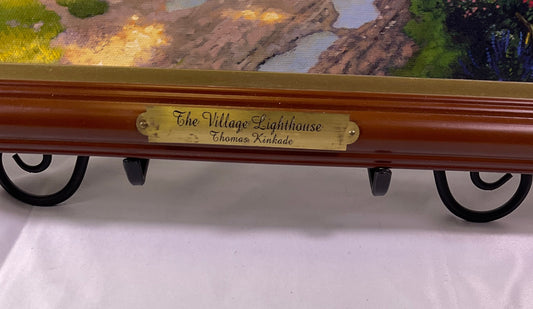 The Village Lighthouse
Thomas Kinkade